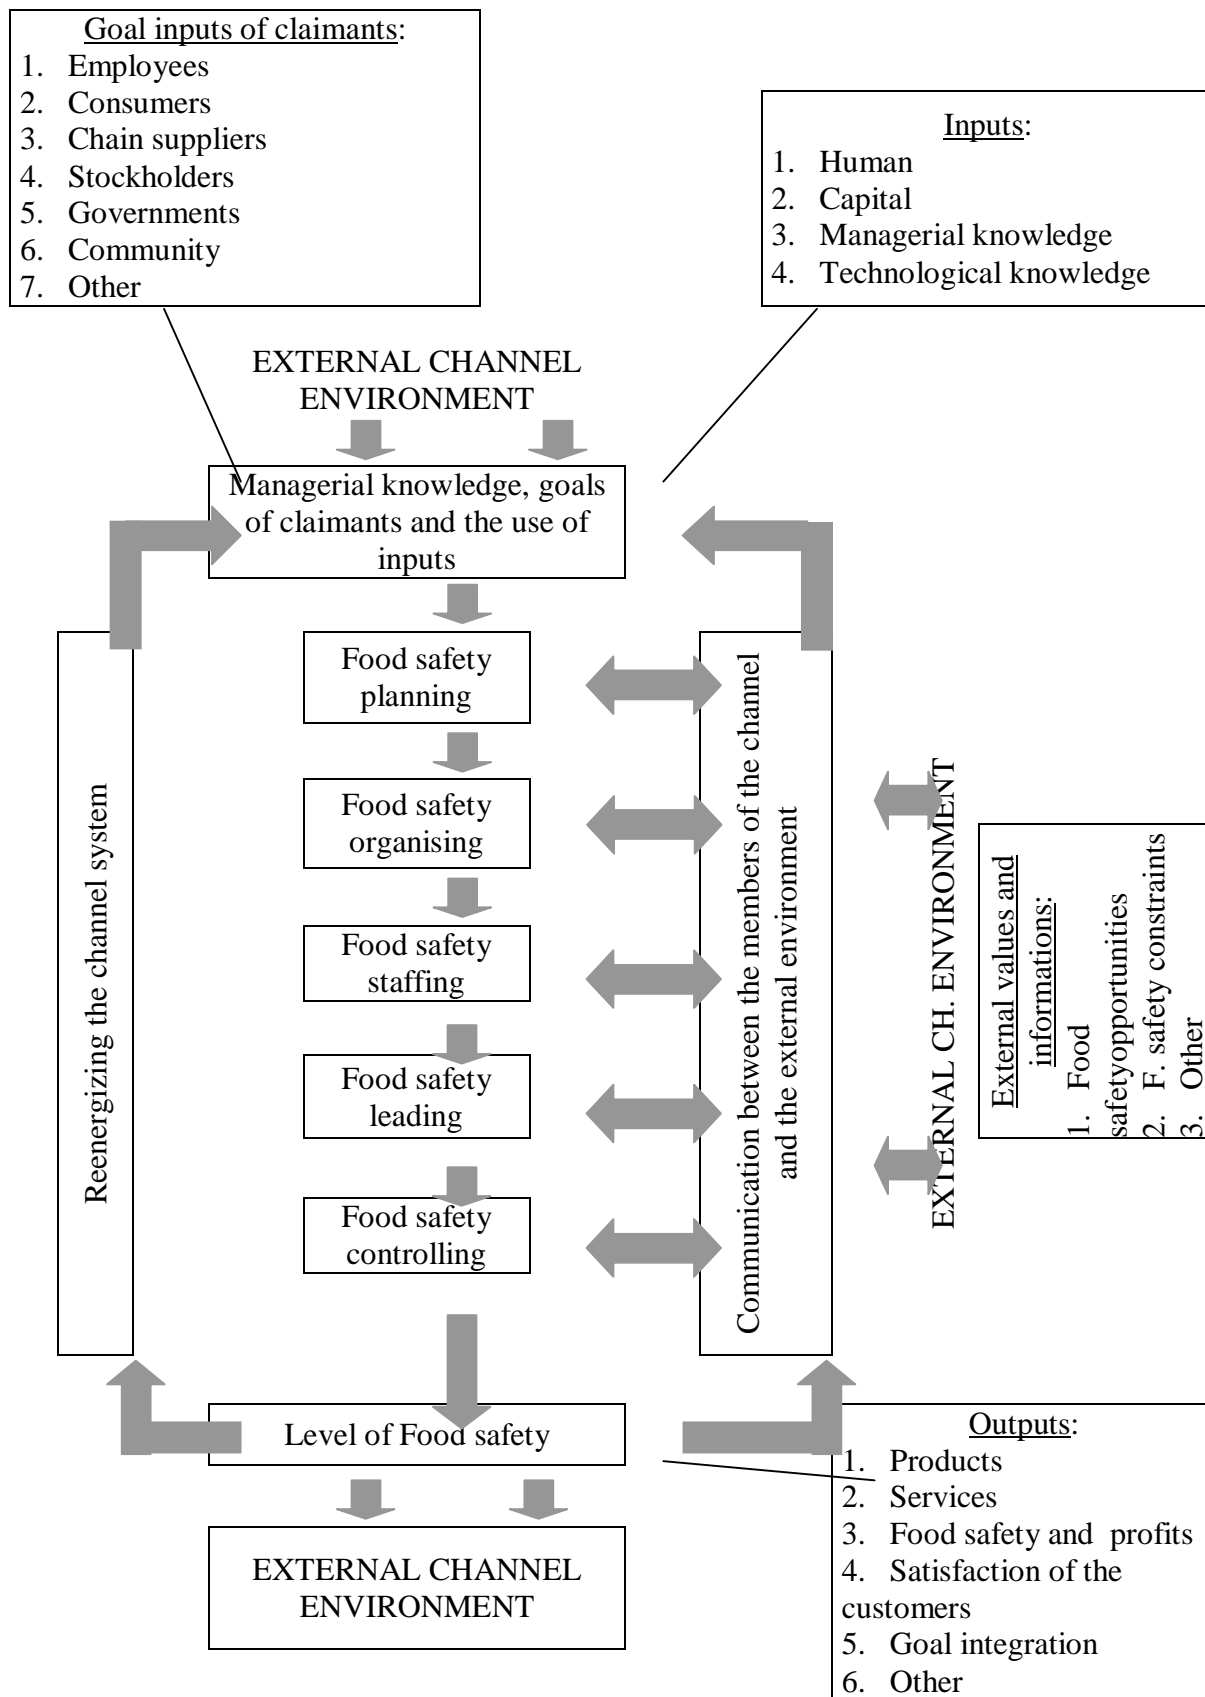 Goal inputs of claimants:
1. Employees
2. Consumers
3. Chain suppliers
4. Stockholders
5. Governments
6. Community
7. Other
Inputs:
1. Human
2. Capital
3. Managerial knowledge
4. Technological knowledge
EXTERNAL CHANNEL
ENVIRONMENT
Managerial knowledge, goals
of claimants and the use of
inputs
Reenergizing the channel system
Food safety
planning
Food safety
organising
Food safety
staffing
Food safety
leading
Food safety
controlling
Communication between the members of the channel
and the external environment
EXTERNAL CH. ENVIRONMENT
External values and
informations:
1. Food
safetyopportunities
2. F. safety constraints
3. Other
Level of Food safety
EXTERNAL CHANNEL
ENVIRONMENT
Outputs:
1. Products
2. Services
3. Food safety and profits
4. Satisfaction of the
customers
5. Goal integration
6. Other